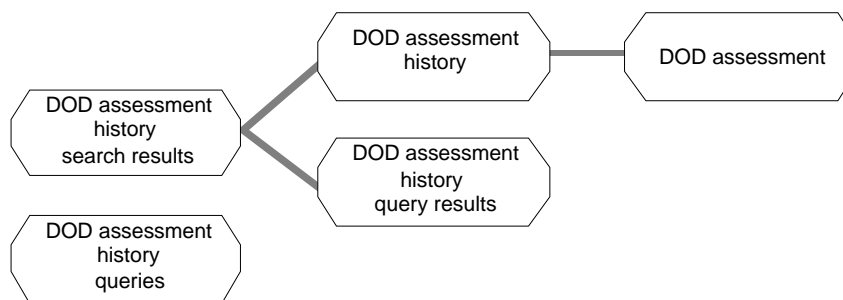 DOD assessment
history
DOD assessment
DOD assessment
history
search results
DOD assessment
history
query results
DOD assessment
history
queries